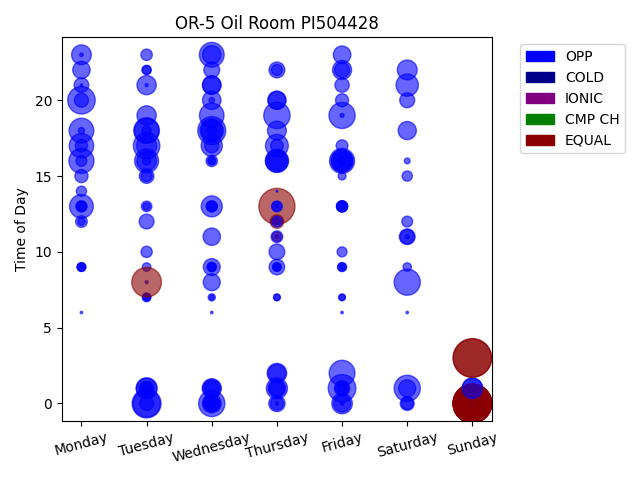 OR-5 Oil Room PI504428
OPP
COLD
IONIC
CMP CH
EQUAL
Time of Day
20
15
10
5
0
Monday
Tuesday
Wednesday
Thursday
Friday
Saturday
Sunday